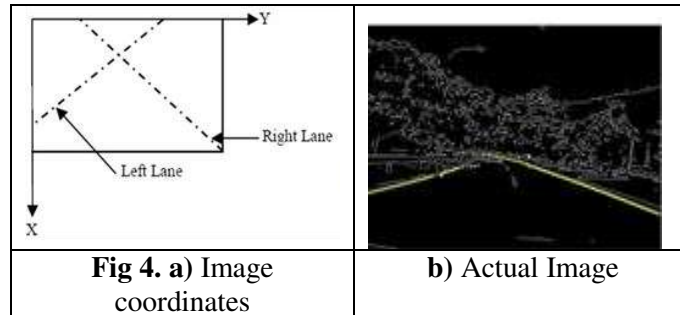 Y
Right Lane
Left Lane
X
Fig 4. a) Image
coordinates
b) Actual Image